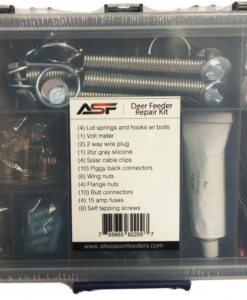 ASF
Deer Feeder
Repair Kit
(4) Lid springs and hooks w/ bolts
(1) Volt meter
(2) 2 way wire plug
(1) 2oz gray silicone
(4) Solar cable clips
(10) Piggy back connectors
(6) Wing nuts
(4) Flange nuts
(10) Butt connectors
(4) 15 amp fuses
(8) Self tapping screws
www.allseasonfeeders.com